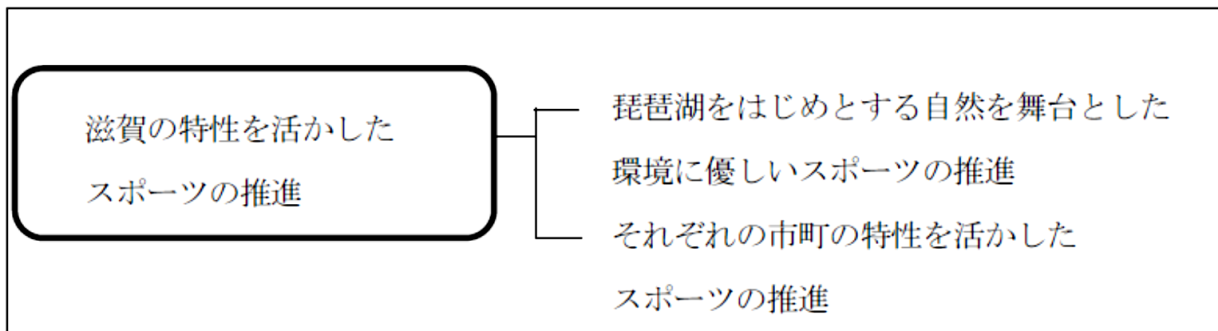 滋賀の特性を活かした
スポーツの推進
琵琶湖をはじめとする自然を舞台とした
環境に優しいスポーツの推進
それぞれの市町の特性を活かした
スポーツの推進